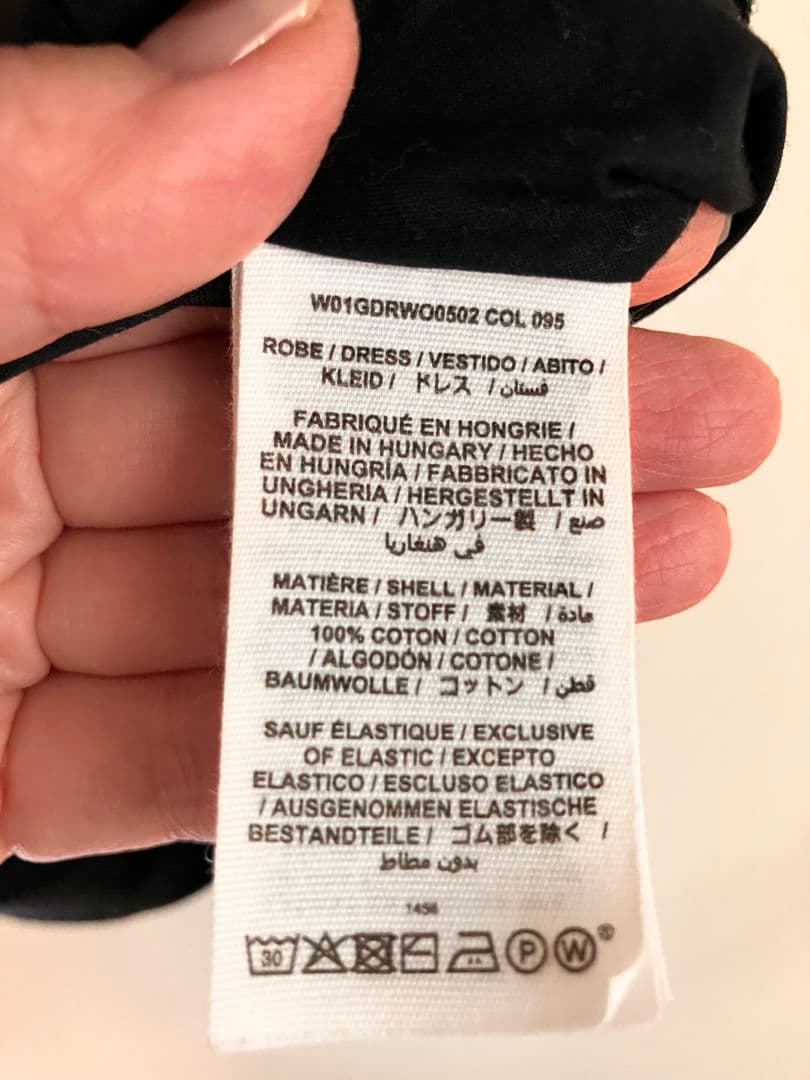 W01GDRWO0502 COL 095
ROBE / DRESS / VESTIDO / ABITO /
KLEID / ドレス / فستان
FABRIQUÉ EN HONGRIE /
MADE IN HUNGARY / HECHO
EN HUNGRÍA / FABBRICATO IN
UNGHERIA / HERGESTELLT IN
UNGARN / ハンガリー製 / صنع
في هنغاريا
MATIÈRE / SHELL / MATERIAL /
MATERIA / STOFF / 素材 / مادة
100% COTON / COTTON
/ ALGODÓN / COTONE /
BAUMWOLLE / コットン / قطن
SAUF ÉLASTIQUE / EXCLUSIVE
OF ELASTIC / EXCEPTO
ELASTICO / ESCLUSO ELASTICO
/ AUSGENOMMEN ELASTISCHE
BESTANDTEILE / ゴム部を除く /
بدون مطاط
1456
30 P W®